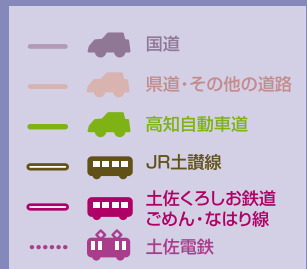 国道
県道・その他の道路
高知自動車道
JR土讃線
土佐くろしお鉄道
ごめん・なはり線
土佐電鉄